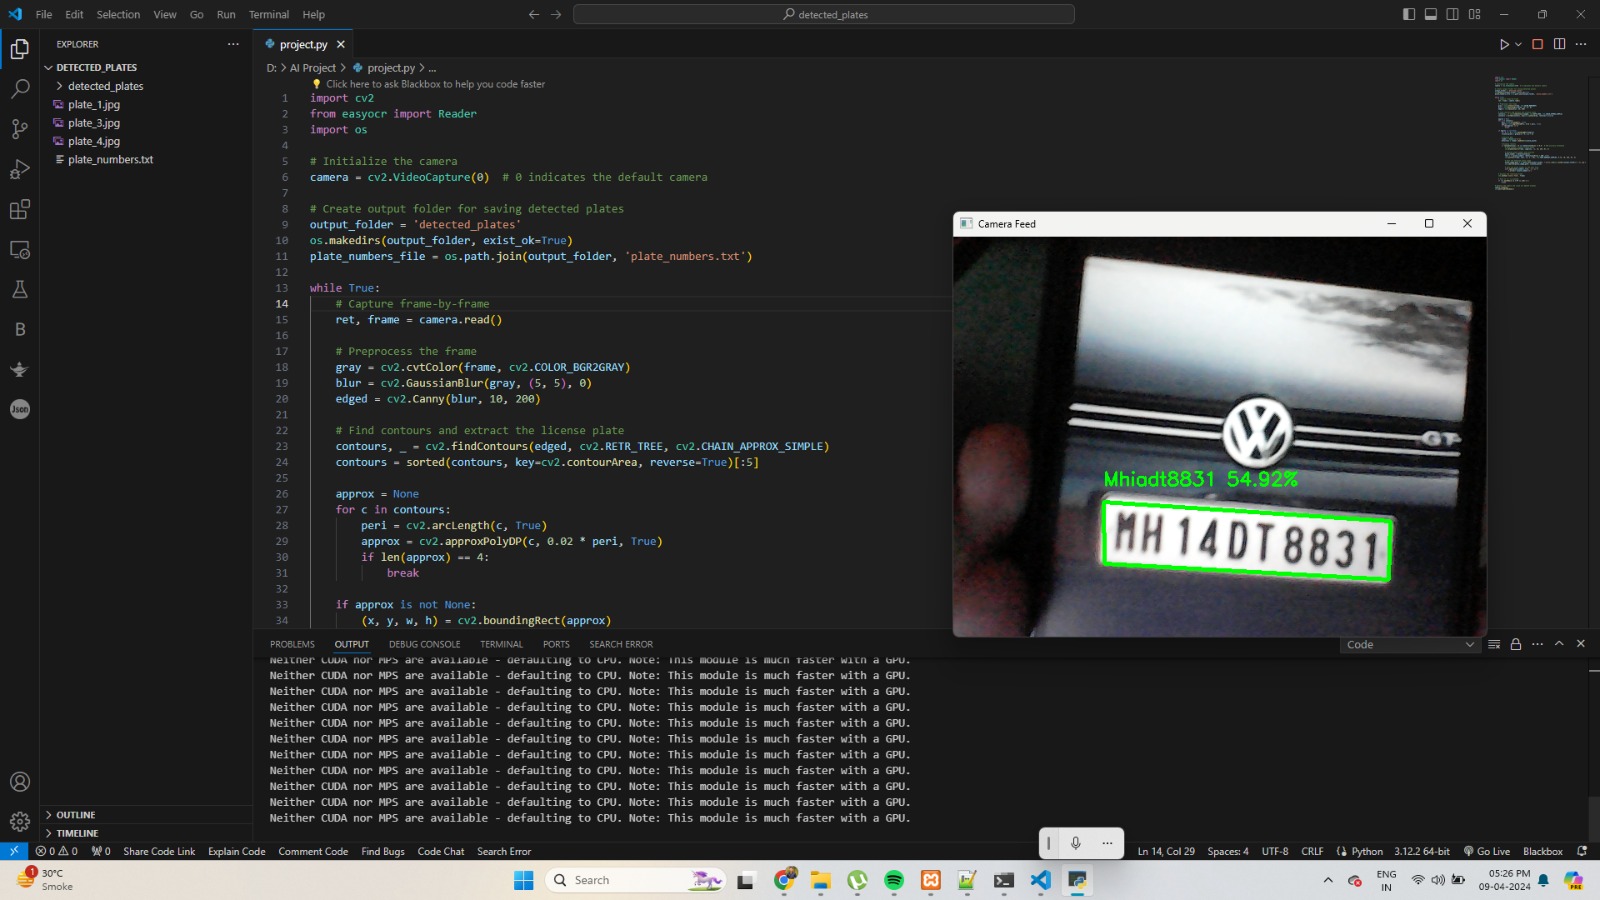 File Edit Selection View Go Run Terminal Help
detected_plates
EXPLORER
DETECTED_PLATES
detected_plates
plate_1.jpg
plate_3.jpg
plate_4.jpg
plate_numbers.txt
OUTLINE
TIMELINE
project.py
D: > AI Project > project.py > ...
Click here to ask Blackbox to help you code faster
1 import cv2
2 from easyocr import Reader
3 import os
4
5 # Initialize the camera
6 camera = cv2.VideoCapture(0) # 0 indicates the default camera
7
8 # Create output folder for saving detected plates
9 output_folder = 'detected_plates'
10 os.makedirs(output_folder, exist_ok=True)
11 plate_numbers_file = os.path.join(output_folder, 'plate_numbers.txt')
12
13 while True:
14 # Capture frame-by-frame
15 ret, frame = camera.read()
16
17 # Preprocess the frame
18 gray = cv2.cvtColor(frame, cv2.COLOR_BGR2GRAY)
19 blur = cv2.GaussianBlur(gray, (5, 5), 0)
20 edged = cv2.Canny(blur, 10, 200)
21
22 # Find contours and extract the license plate
23 contours, _ = cv2.findContours(edged, cv2.RETR_TREE, cv2.CHAIN_APPROX_SIMPLE)
24 contours = sorted(contours, key=cv2.contourArea, reverse=True)[:5]
25
26 approx = None
27 for c in contours:
28 peri = cv2.arcLength(c, True)
29 approx = cv2.approxPolyDP(c, 0.02 * peri, True)
30 if len(approx) == 4:
31 break
32
33 if approx is not None:
34 (x, y, w, h) = cv2.boundingRect(approx)
Camera Feed
GT
Mhiadt8831 54.92%
MH14DT8831
PROBLEMS OUTPUT DEBUG CONSOLE TERMINAL PORTS SEARCH ERROR
Code
Neither CUDA nor MPS are available - defaulting to CPU. Note: This module is much faster with a GPU.
Neither CUDA nor MPS are available - defaulting to CPU. Note: This module is much faster with a GPU.
Neither CUDA nor MPS are available - defaulting to CPU. Note: This module is much faster with a GPU.
Neither CUDA nor MPS are available - defaulting to CPU. Note: This module is much faster with a GPU.
Neither CUDA nor MPS are available - defaulting to CPU. Note: This module is much faster with a GPU.
Neither CUDA nor MPS are available - defaulting to CPU. Note: This module is much faster with a GPU.
Neither CUDA nor MPS are available - defaulting to CPU. Note: This module is much faster with a GPU.
Neither CUDA nor MPS are available - defaulting to CPU. Note: This module is much faster with a GPU.
Neither CUDA nor MPS are available - defaulting to CPU. Note: This module is much faster with a GPU.
Neither CUDA nor MPS are available - defaulting to CPU. Note: This module is much faster with a GPU.
Neither CUDA nor MPS are available - defaulting to CPU. Note: This module is much faster with a GPU.
0 0 0 Share Code Link Explain Code Comment Code Find Bugs Code Chat Search Error
Ln 14, Col 29 Spaces: 4 UTF-8 CRLF Python 3.12.2 64-bit Go Live Blackbox
1
30°C
Smoke
Search
ENG
IN
05:26 PM
09-04-2024